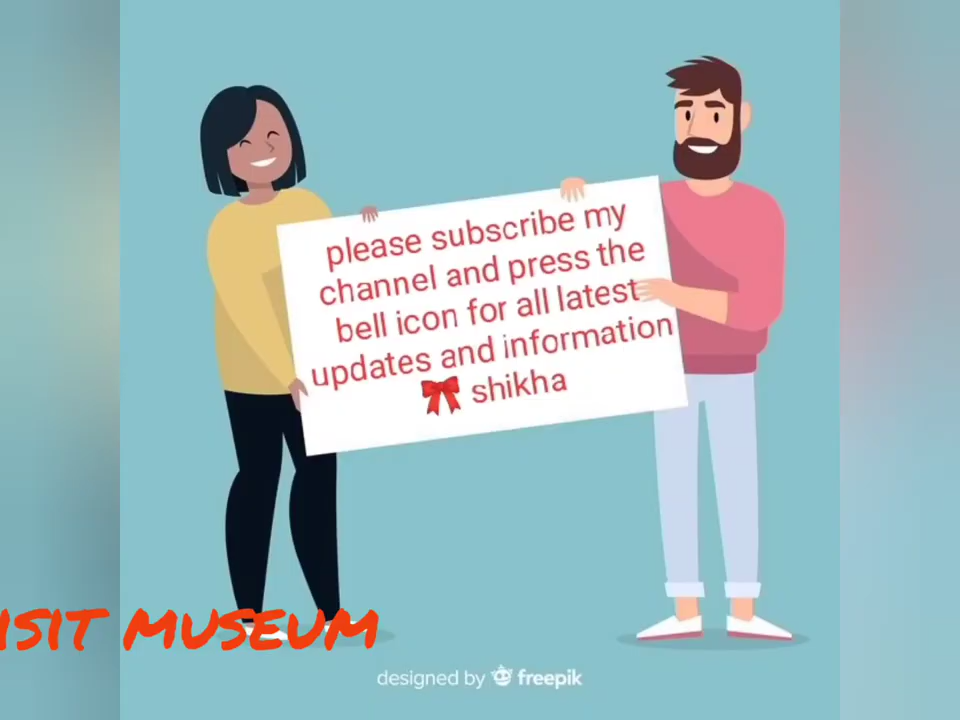 please subscribe my
channel and press the
bell icon for all latest
updates and information
🎀 shikha
ISIT MUSEUM
designed by freepik